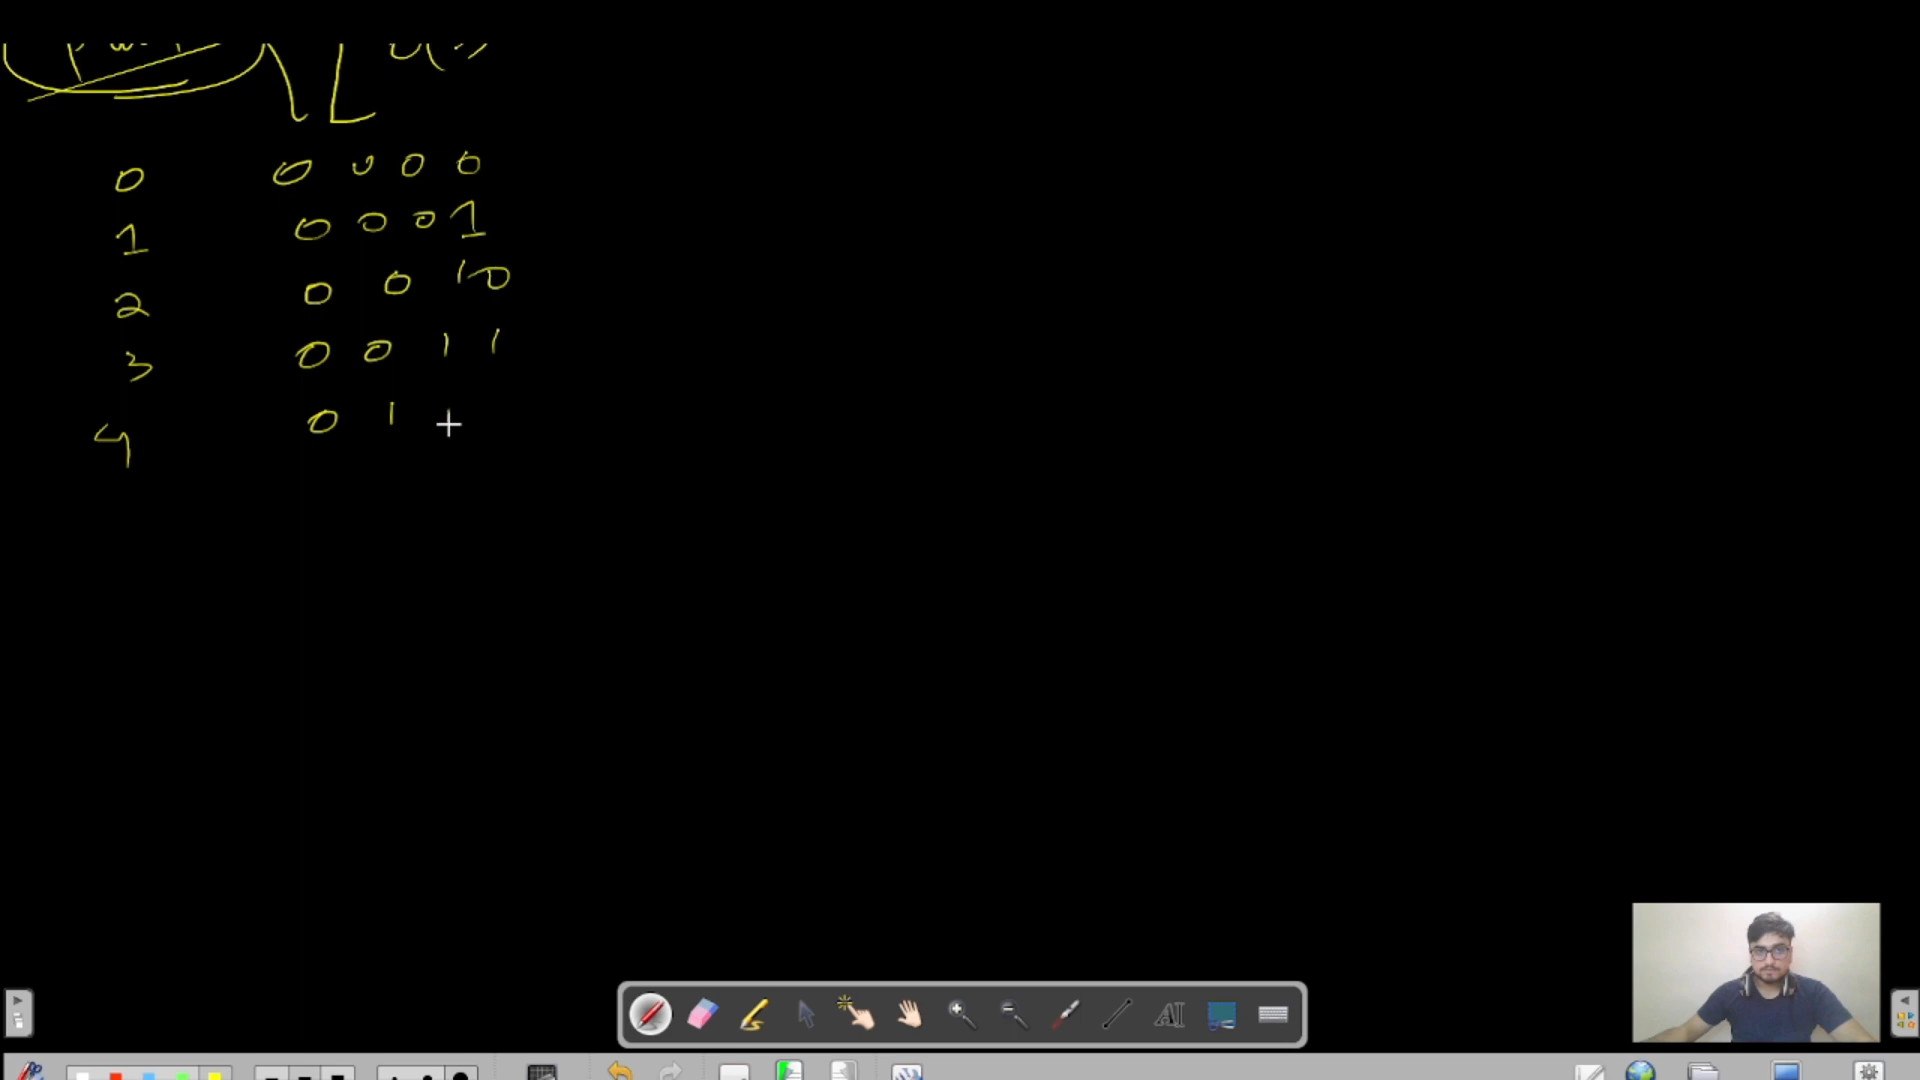 0 0 0 0 0
1 0 0 0 1
2 0 0 1 0
3 0 0 1 1
4 0 1